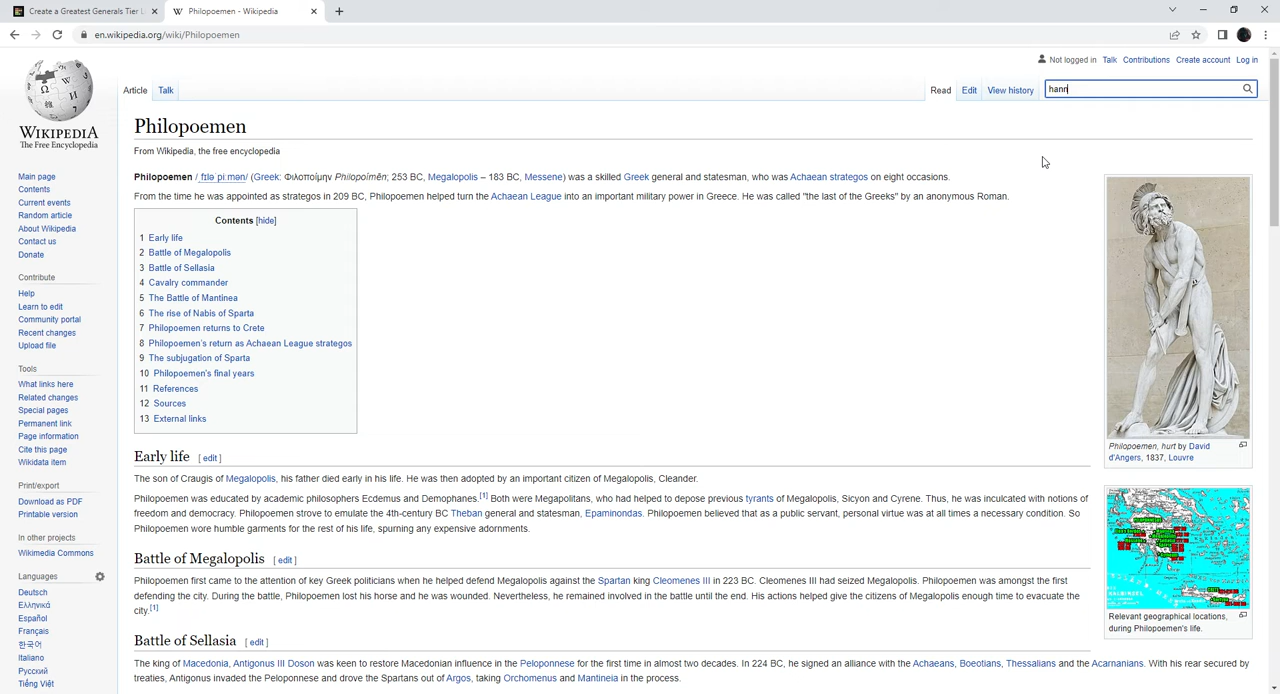 Create a Greatest Generals Tier L
Philopoemen - Wikipedia
en.wikipedia.org/wiki/Philopoemen
Not logged in Talk Contributions Create account Log in
Article Talk Read Edit View history hann
WIKIPEDIA
The Free Encyclopedia
Main page
Contents
Current events
Random article
About Wikipedia
Contact us
Donate
Contribute
Help
Learn to edit
Community portal
Recent changes
Upload file
Tools
What links here
Related changes
Special pages
Permanent link
Page information
Cite this page
Wikidata item
Print/export
Download as PDF
Printable version
In other projects
Wikimedia Commons
Languages
Deutsch
Ελληνικά
Español
Français
한국어
Italiano
Русский
Tiếng Việt
Philopoemen
From Wikipedia, the free encyclopedia
Philopoemen /ˌfɪləˈpiːmən/ (Greek: Φιλοποίμην Philopoímēn; 253 BC, Megalopolis – 183 BC, Messene) was a skilled Greek general and statesman, who was Achaean strategos on eight occasions.
From the time he was appointed as strategos in 209 BC, Philopoemen helped turn the Achaean League into an important military power in Greece. He was called "the last of the Greeks" by an anonymous Roman.
Contents [hide]
1 Early life
2 Battle of Megalopolis
3 Battle of Sellasia
4 Cavalry commander
5 The Battle of Mantinea
6 The rise of Nabis of Sparta
7 Philopoemen returns to Crete
8 Philopoemen's return as Achaean League strategos
9 The subjugation of Sparta
10 Philopoemen's final years
11 References
12 Sources
13 External links
Philopoemen, hurt by David
d'Angers, 1837, Louvre
Early life [ edit ]
The son of Craugis of Megalopolis, his father died early in his life. He was then adopted by an important citizen of Megalopolis, Cleander.
Philopoemen was educated by academic philosophers Ecdemus and Demophanes.[1] Both were Megapolitans, who had helped to depose previous tyrants of Megalopolis, Sicyon and Cyrene. Thus, he was inculcated with notions of
freedom and democracy. Philopoemen strove to emulate the 4th-century BC Theban general and statesman, Epaminondas. Philopoemen believed that as a public servant, personal virtue was at all times a necessary condition. So
Philopoemen wore humble garments for the rest of his life, spurning any expensive adornments.
Battle of Megalopolis [ edit ]
Philopoemen first came to the attention of key Greek politicians when he helped defend Megalopolis against the Spartan king Cleomenes III in 223 BC. Cleomenes III had seized Megalopolis. Philopoemen was amongst the first
defending the city. During the battle, Philopoemen lost his horse and he was wounded. Nevertheless, he remained involved in the battle until the end. His actions helped give the citizens of Megalopolis enough time to evacuate the
city.[1]
Relevant geographical locations,
during Philopoemen's life.
Battle of Sellasia [ edit ]
The king of Macedonia, Antigonus III Doson was keen to restore Macedonian influence in the Peloponnese for the first time in almost two decades. In 224 BC, he signed an alliance with the Achaeans, Boeotians, Thessalians and the Acarnanians. With his rear secured by
treaties, Antigonus invaded the Peloponnese and drove the Spartans out of Argos, taking Orchomenus and Mantineia in the process.